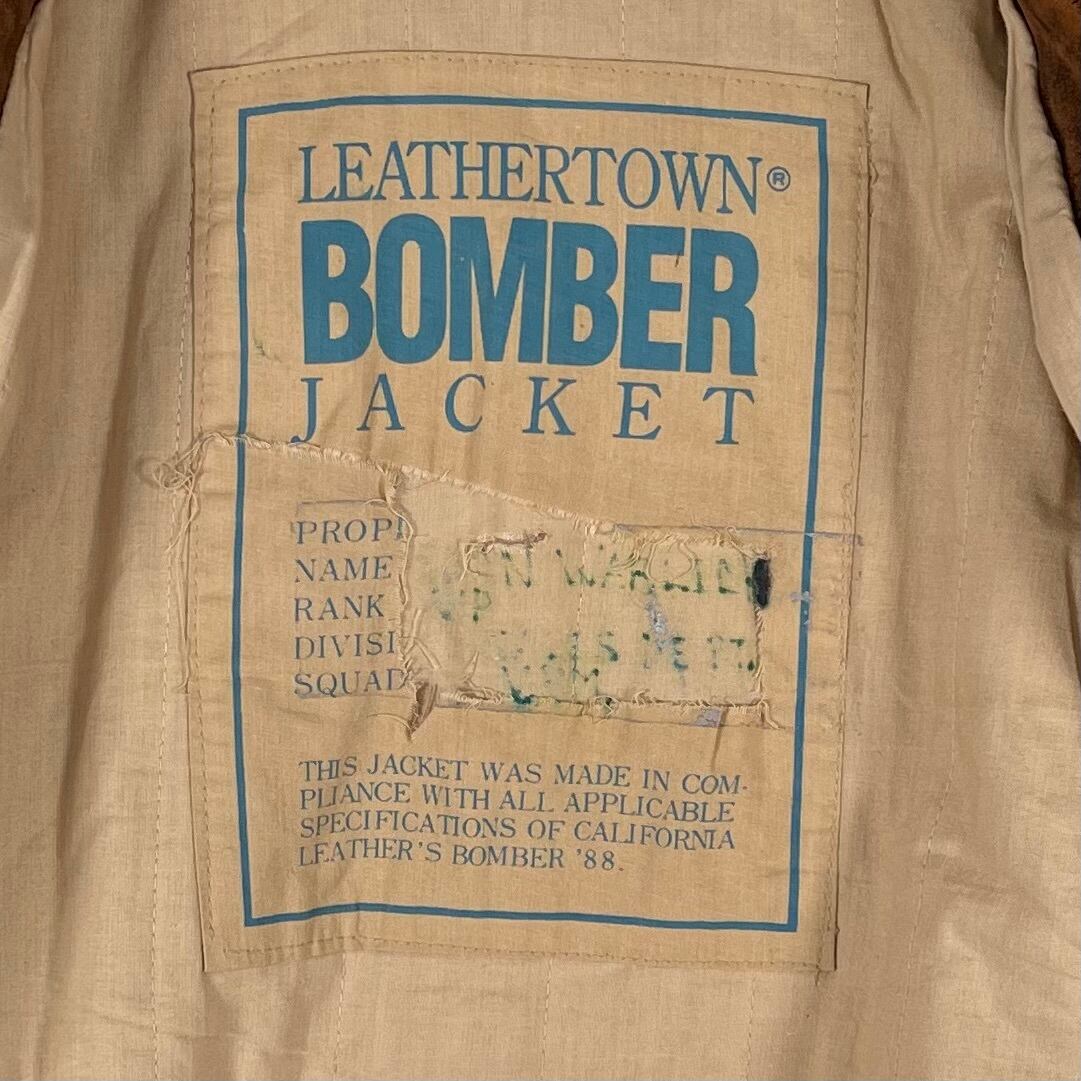 LEATHERTOWN®
BOMBER
JACKET
PROP
NAME
RANK
DIVISI
SQUAD
THIS JACKET WAS MADE IN COM-
PLIANCE WITH ALL APPLICABLE
SPECIFICATIONS OF CALIFORNIA
LEATHER'S BOMBER '88.